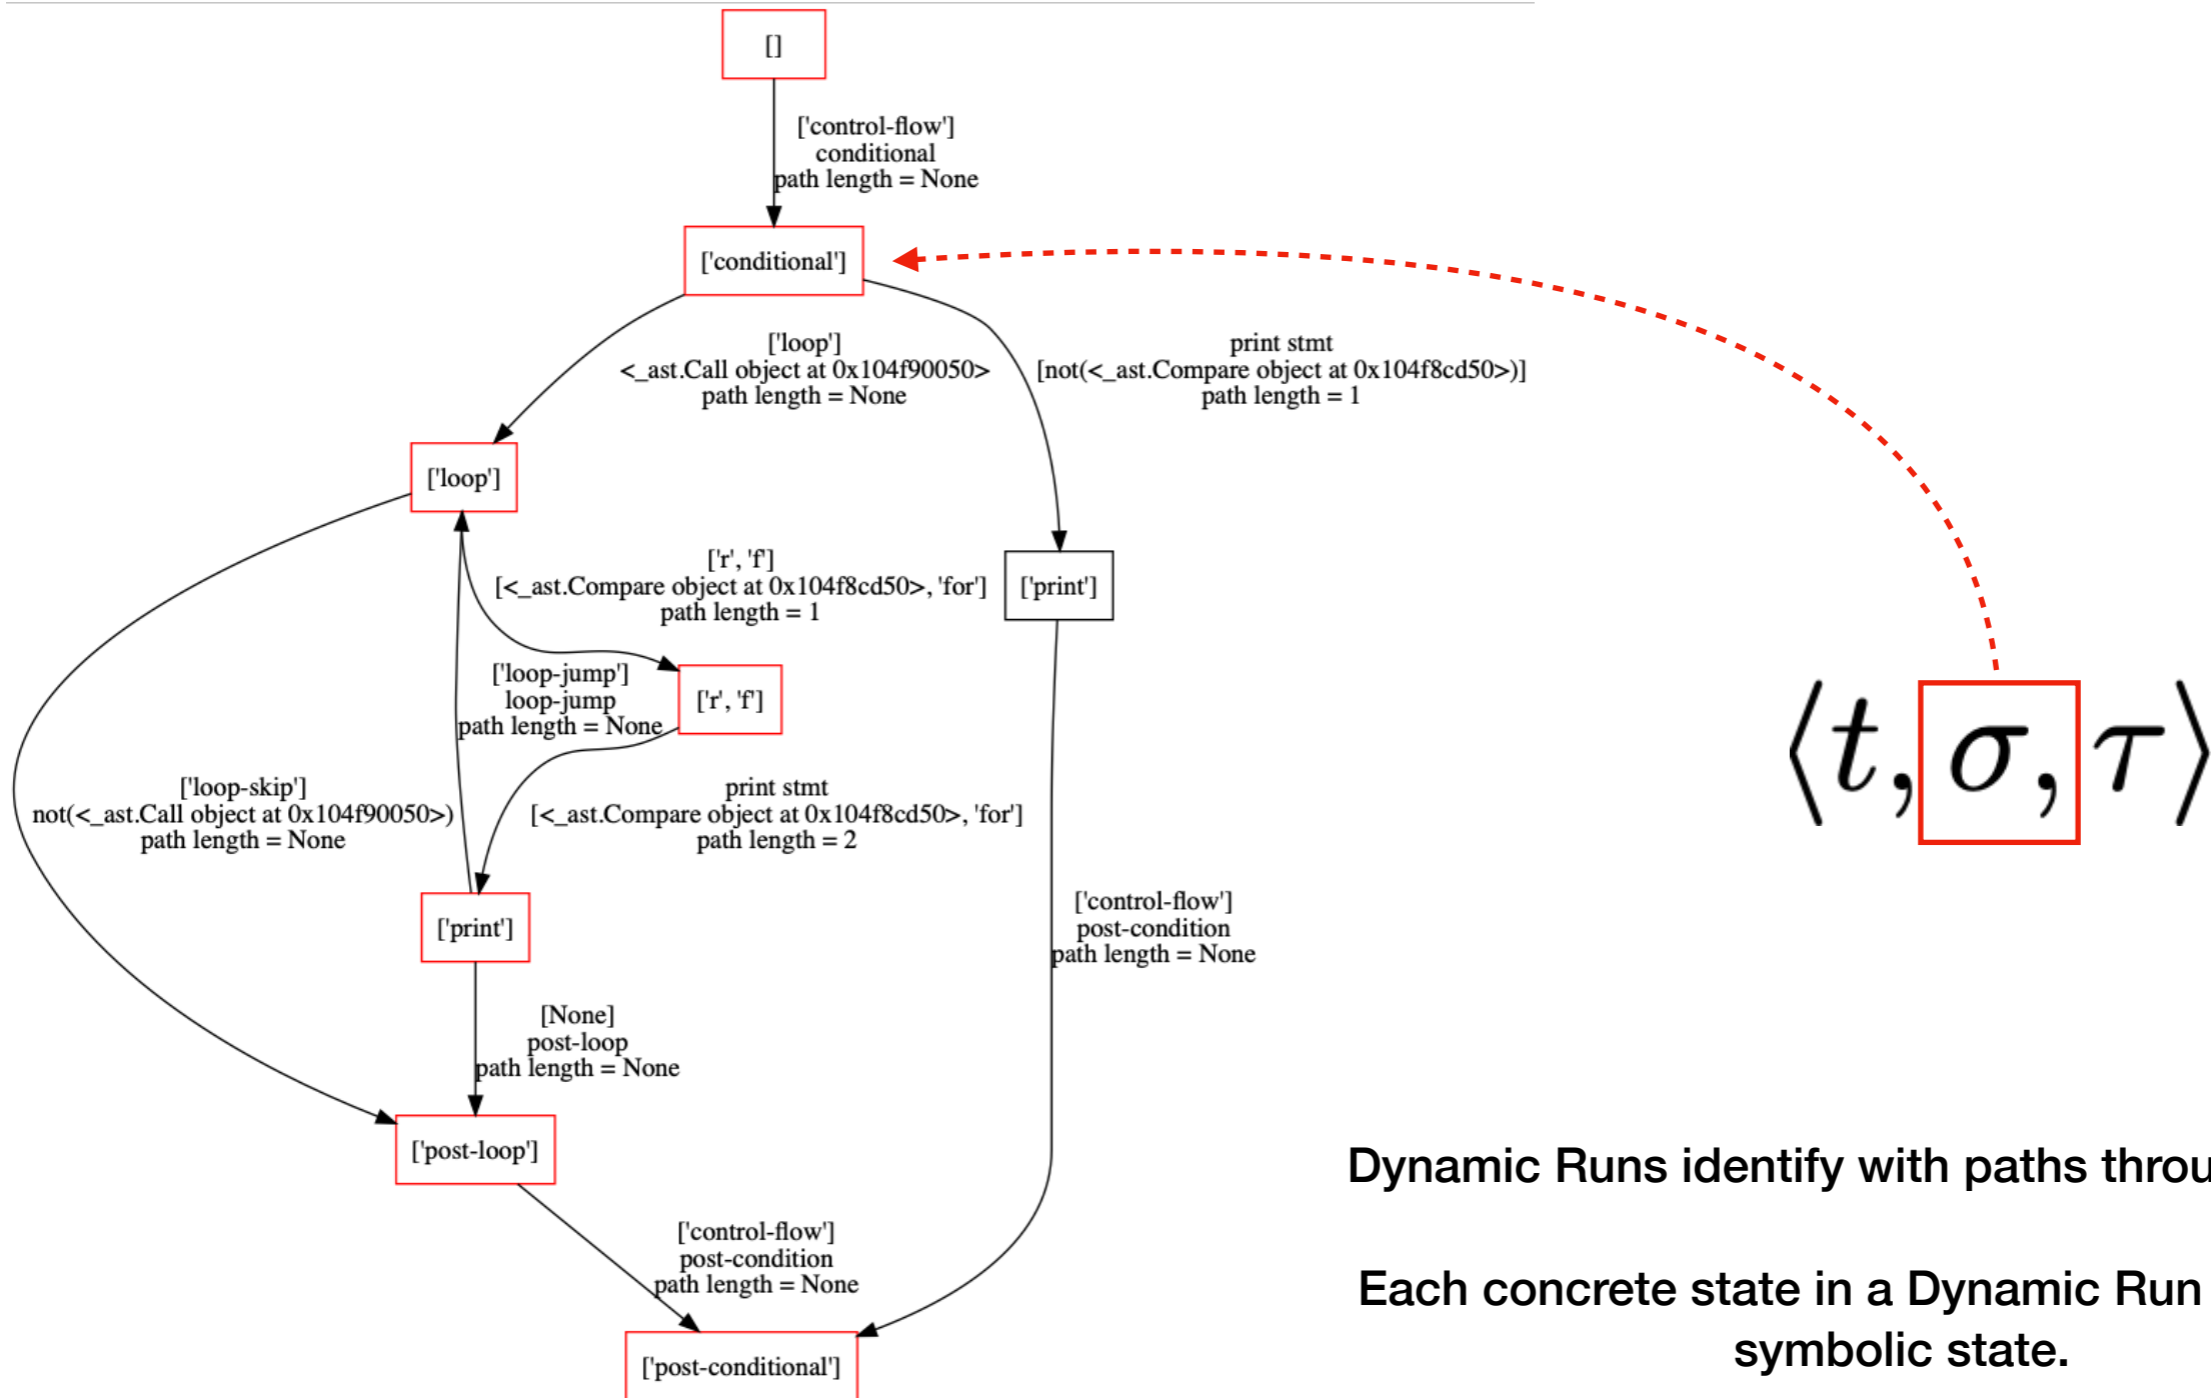 []
['control-flow']
conditional
path length = None
['conditional']
['loop']
<_ast.Call object at 0x104f90050>
path length = None
print stmt
[not(<_ast.Compare object at 0x104f8cd50>)]
path length = 1
['loop']
['r', 'f']
[<_ast.Compare object at 0x104f8cd50>, 'for']
path length = 1
['print']
['loop-jump']
loop-jump
path length = None
['r', 'f']
⟨t, σ, τ⟩
['loop-skip']
not(<_ast.Call object at 0x104f90050>)
path length = None
print stmt
[<_ast.Compare object at 0x104f8cd50>, 'for']
path length = 2
['print']
['control-flow']
post-condition
path length = None
[None]
post-loop
path length = None
['post-loop']
['control-flow']
post-condition
path length = None
['post-conditional']
Dynamic Runs identify with paths throu
Each concrete state in a Dynamic Run
symbolic state.